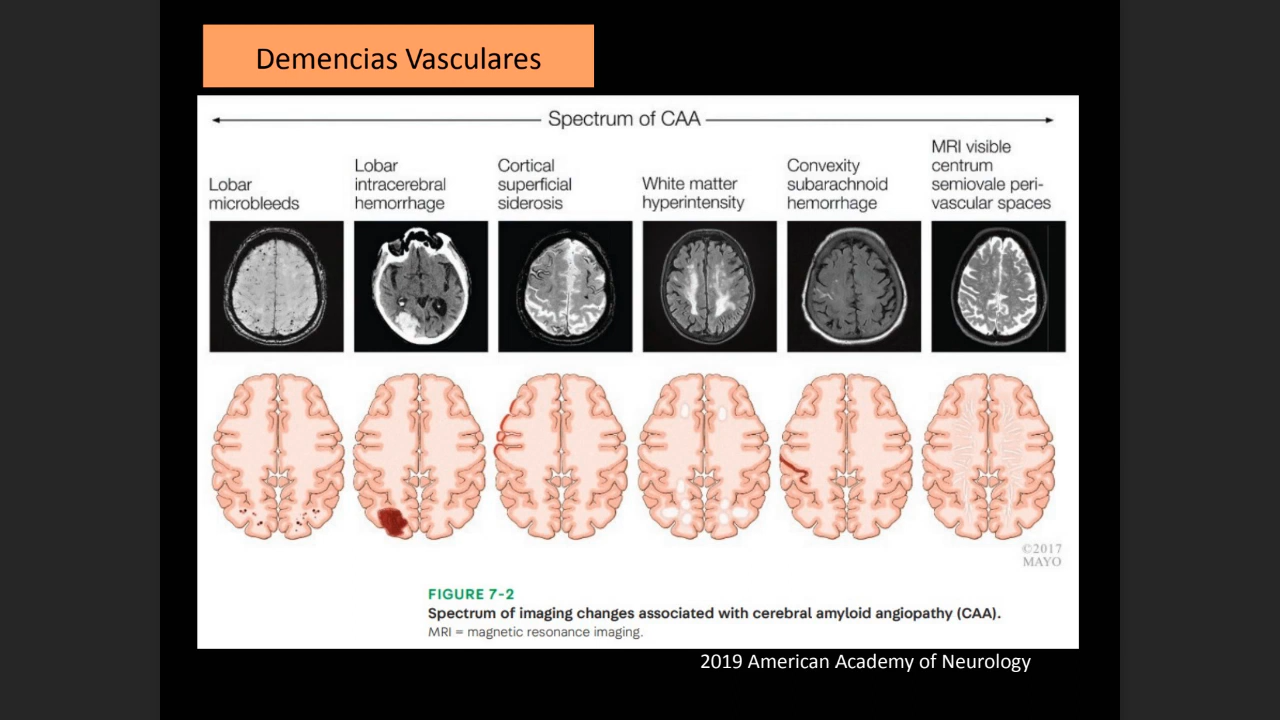 Demencias Vasculares
Spectrum of CAA
Lobar
microbleeds
Lobar
intracerebral
hemorrhage
Cortical
superficial
siderosis
White matter
hyperintensity
Convexity
subarachnoid
hemorrhage
MRI visible
centrum
semiovale peri-
vascular spaces
©2017
MAYO
FIGURE 7-2
Spectrum of imaging changes associated with cerebral amyloid angiopathy (CAA).
MRI = magnetic resonance imaging.
2019 American Academy of Neurology